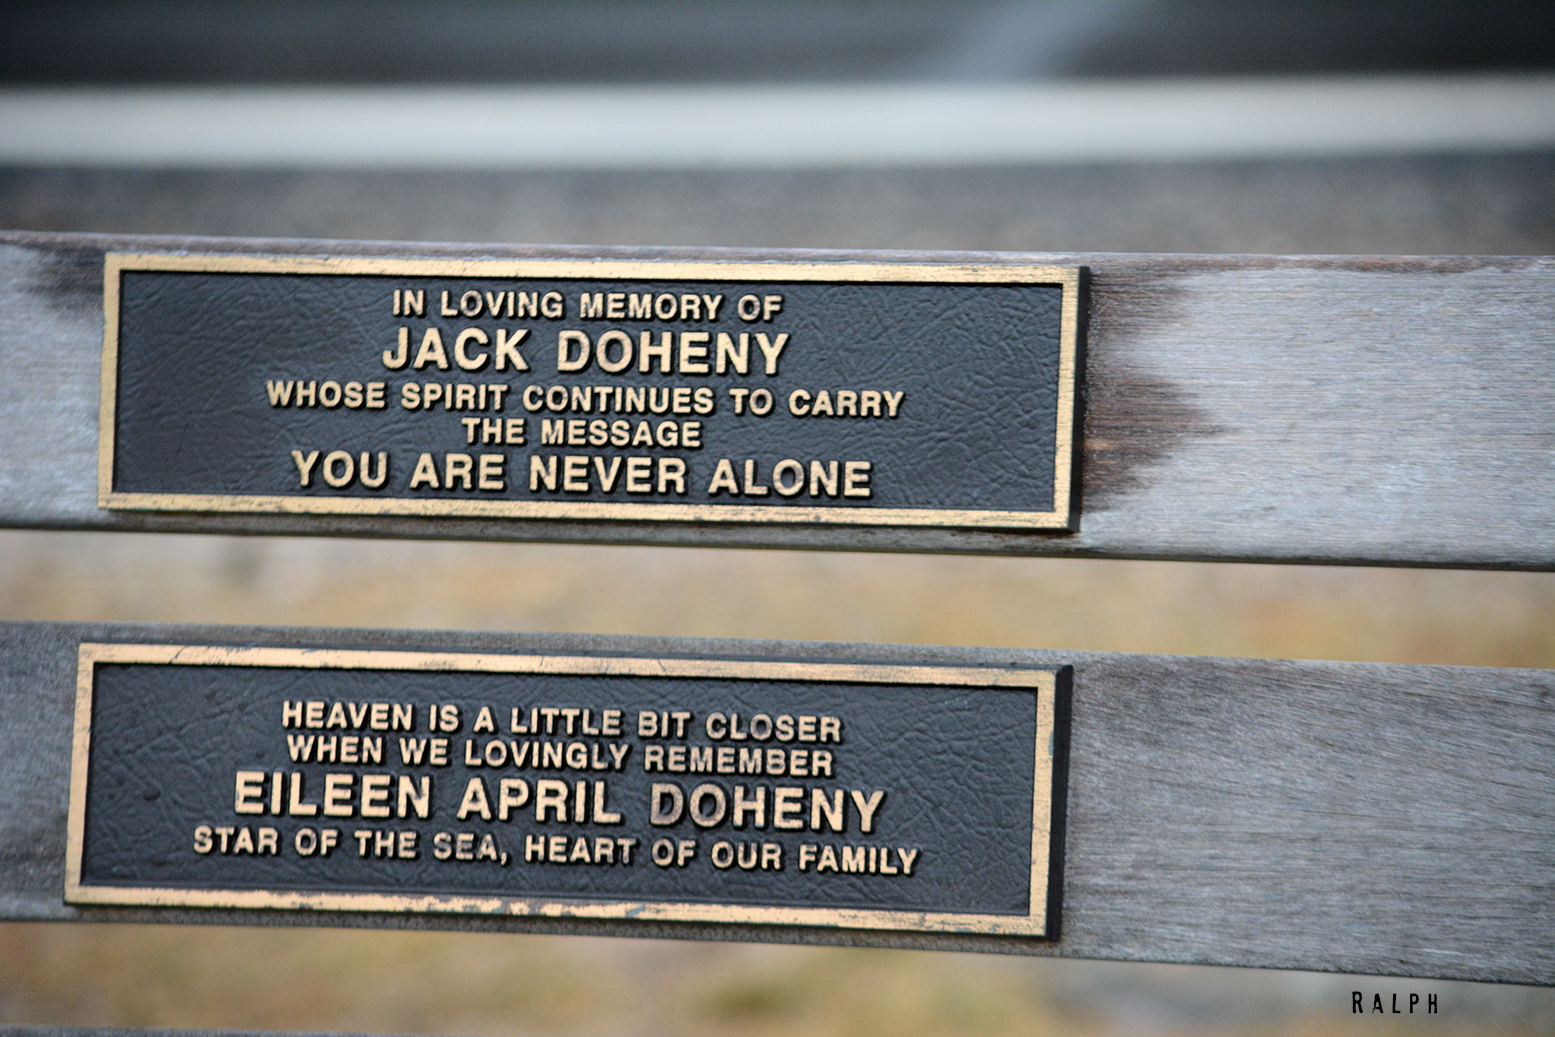 IN LOVING MEMORY OF
JACK DOHENY
WHOSE SPIRIT CONTINUES TO CARRY
THE MESSAGE
YOU ARE NEVER ALONE
HEAVEN IS A LITTLE BIT CLOSER
WHEN WE LOVINGLY REMEMBER
EILEEN APRIL DOHENY
STAR OF THE SEA, HEART OF OUR FAMILY
RALPH